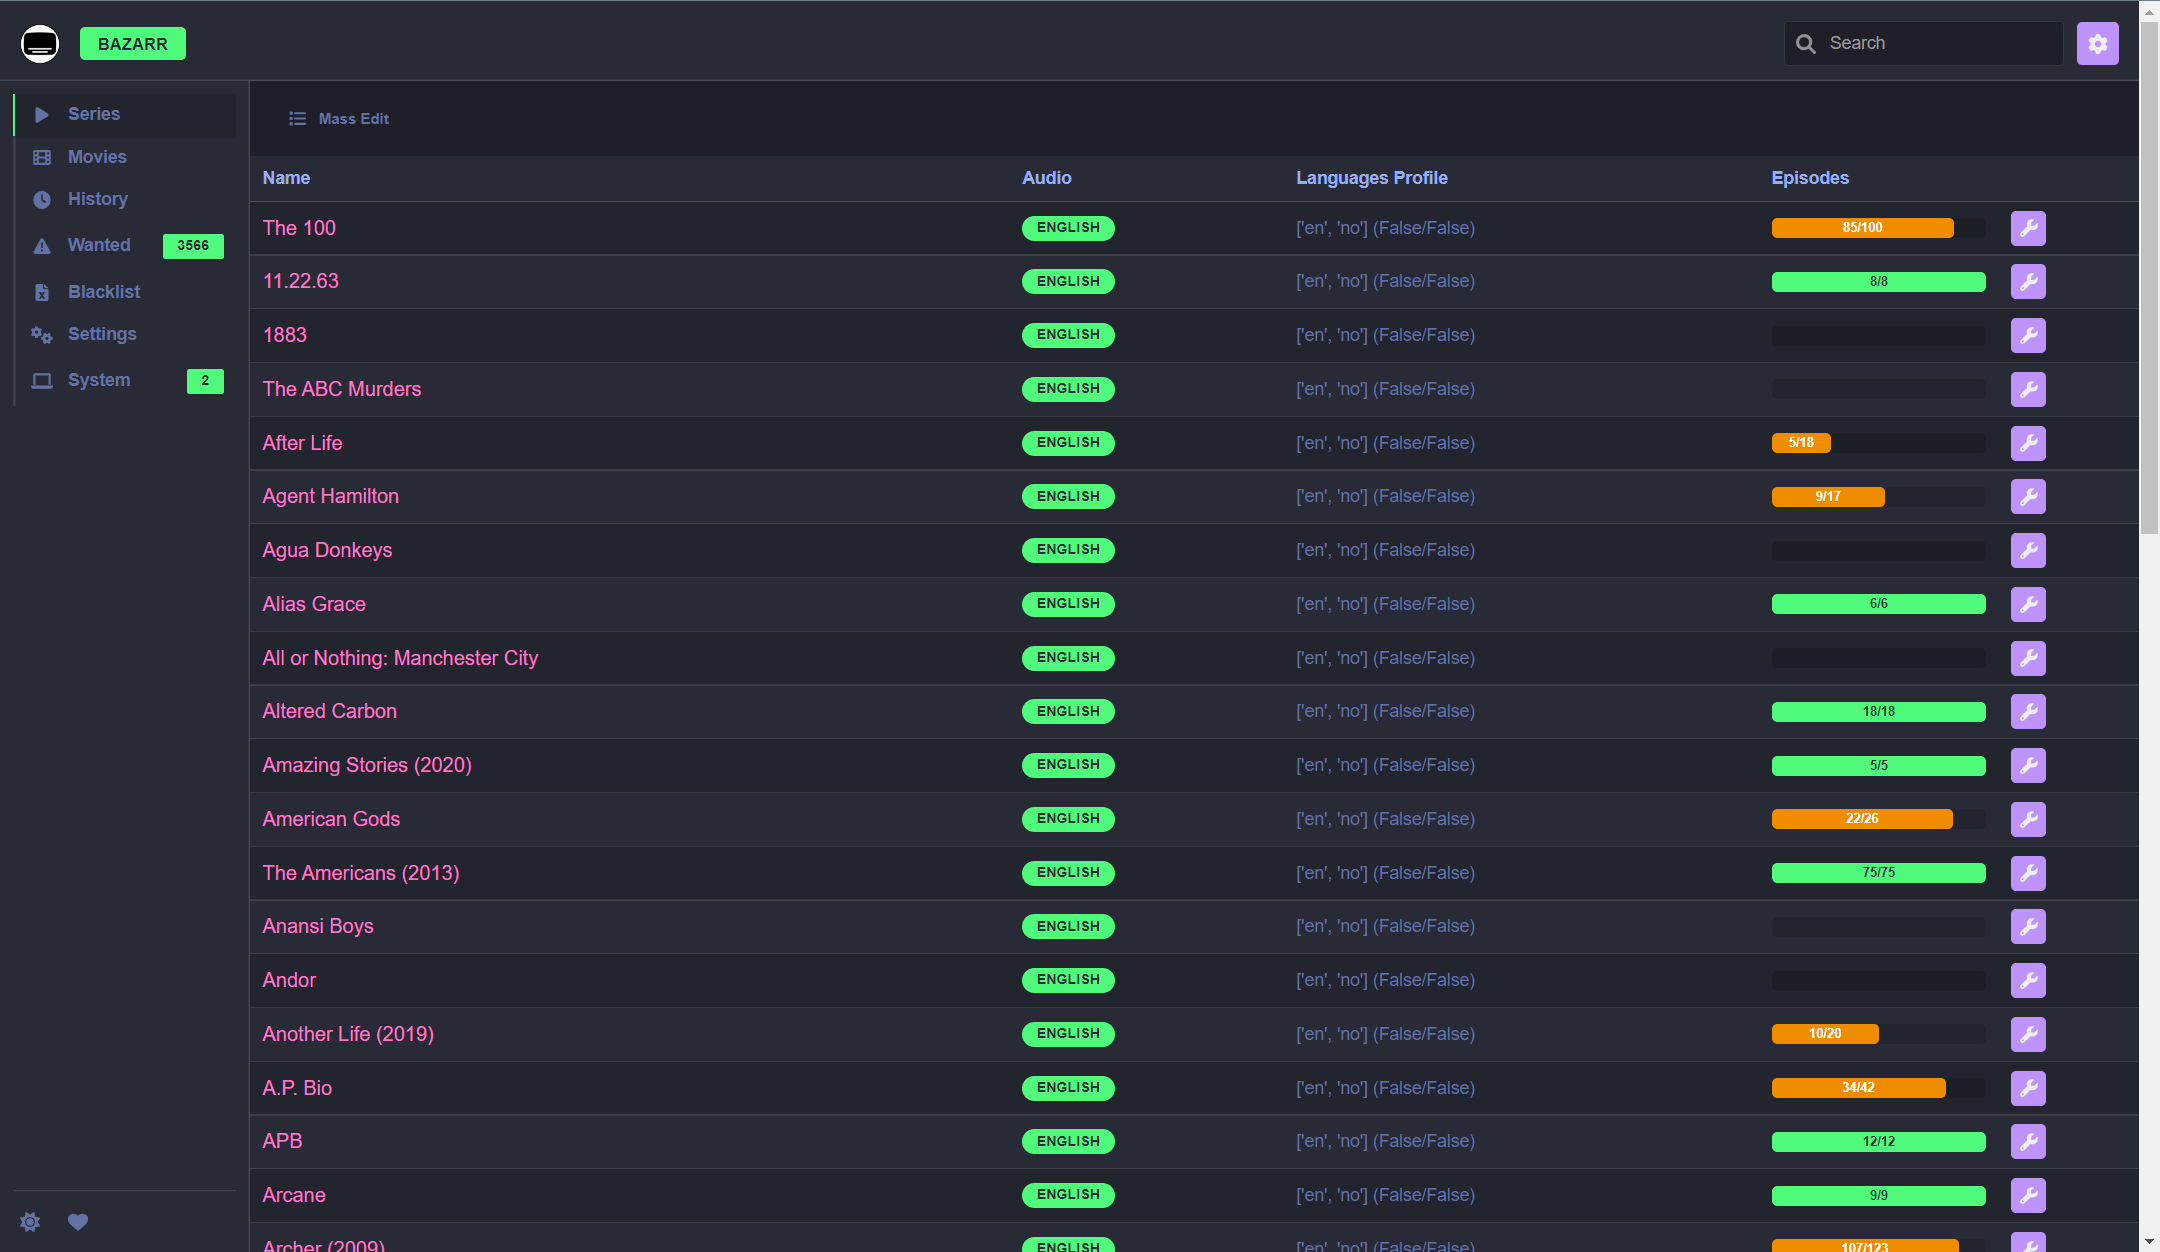 BAZARR
Search
Series
Movies
History
Wanted 3566
Blacklist
Settings
System 2
Mass Edit
Name Audio Languages Profile Episodes
The 100 ENGLISH ['en', 'no'] (False/False) 85/100
11.22.63 ENGLISH ['en', 'no'] (False/False) 8/8
1883 ENGLISH ['en', 'no'] (False/False)
The ABC Murders ENGLISH ['en', 'no'] (False/False)
After Life ENGLISH ['en', 'no'] (False/False) 5/18
Agent Hamilton ENGLISH ['en', 'no'] (False/False) 9/17
Agua Donkeys ENGLISH ['en', 'no'] (False/False)
Alias Grace ENGLISH ['en', 'no'] (False/False) 6/6
All or Nothing: Manchester City ENGLISH ['en', 'no'] (False/False)
Altered Carbon ENGLISH ['en', 'no'] (False/False) 18/18
Amazing Stories (2020) ENGLISH ['en', 'no'] (False/False) 5/5
American Gods ENGLISH ['en', 'no'] (False/False) 22/26
The Americans (2013) ENGLISH ['en', 'no'] (False/False) 75/75
Anansi Boys ENGLISH ['en', 'no'] (False/False)
Andor ENGLISH ['en', 'no'] (False/False)
Another Life (2019) ENGLISH ['en', 'no'] (False/False) 10/20
A.P. Bio ENGLISH ['en', 'no'] (False/False) 34/42
APB ENGLISH ['en', 'no'] (False/False) 12/12
Arcane ENGLISH ['en', 'no'] (False/False) 9/9
Archer (2009) ENGLISH ['en', 'no'] (False/False) 107/123